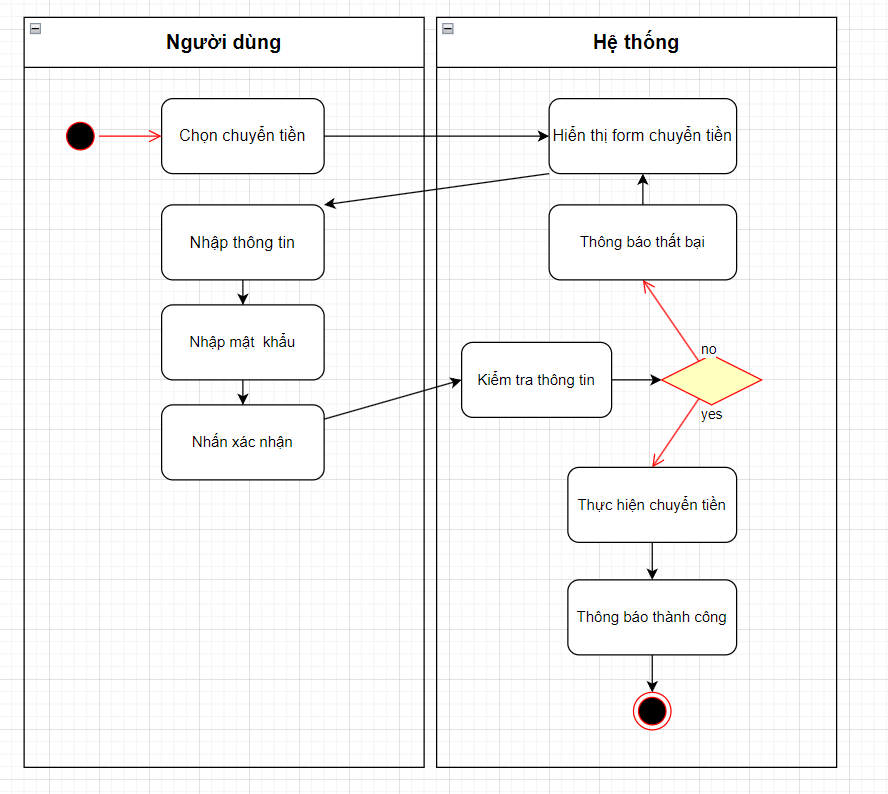 Người dùng
Hệ thống
Chọn chuyển tiền
Hiển thị form chuyển tiền
Nhập thông tin
Thông báo thất bại
Nhập mật  khẩu
no
Kiểm tra thông tin
yes
Nhấn xác nhận
Thực hiện chuyển tiền
Thông báo thành công